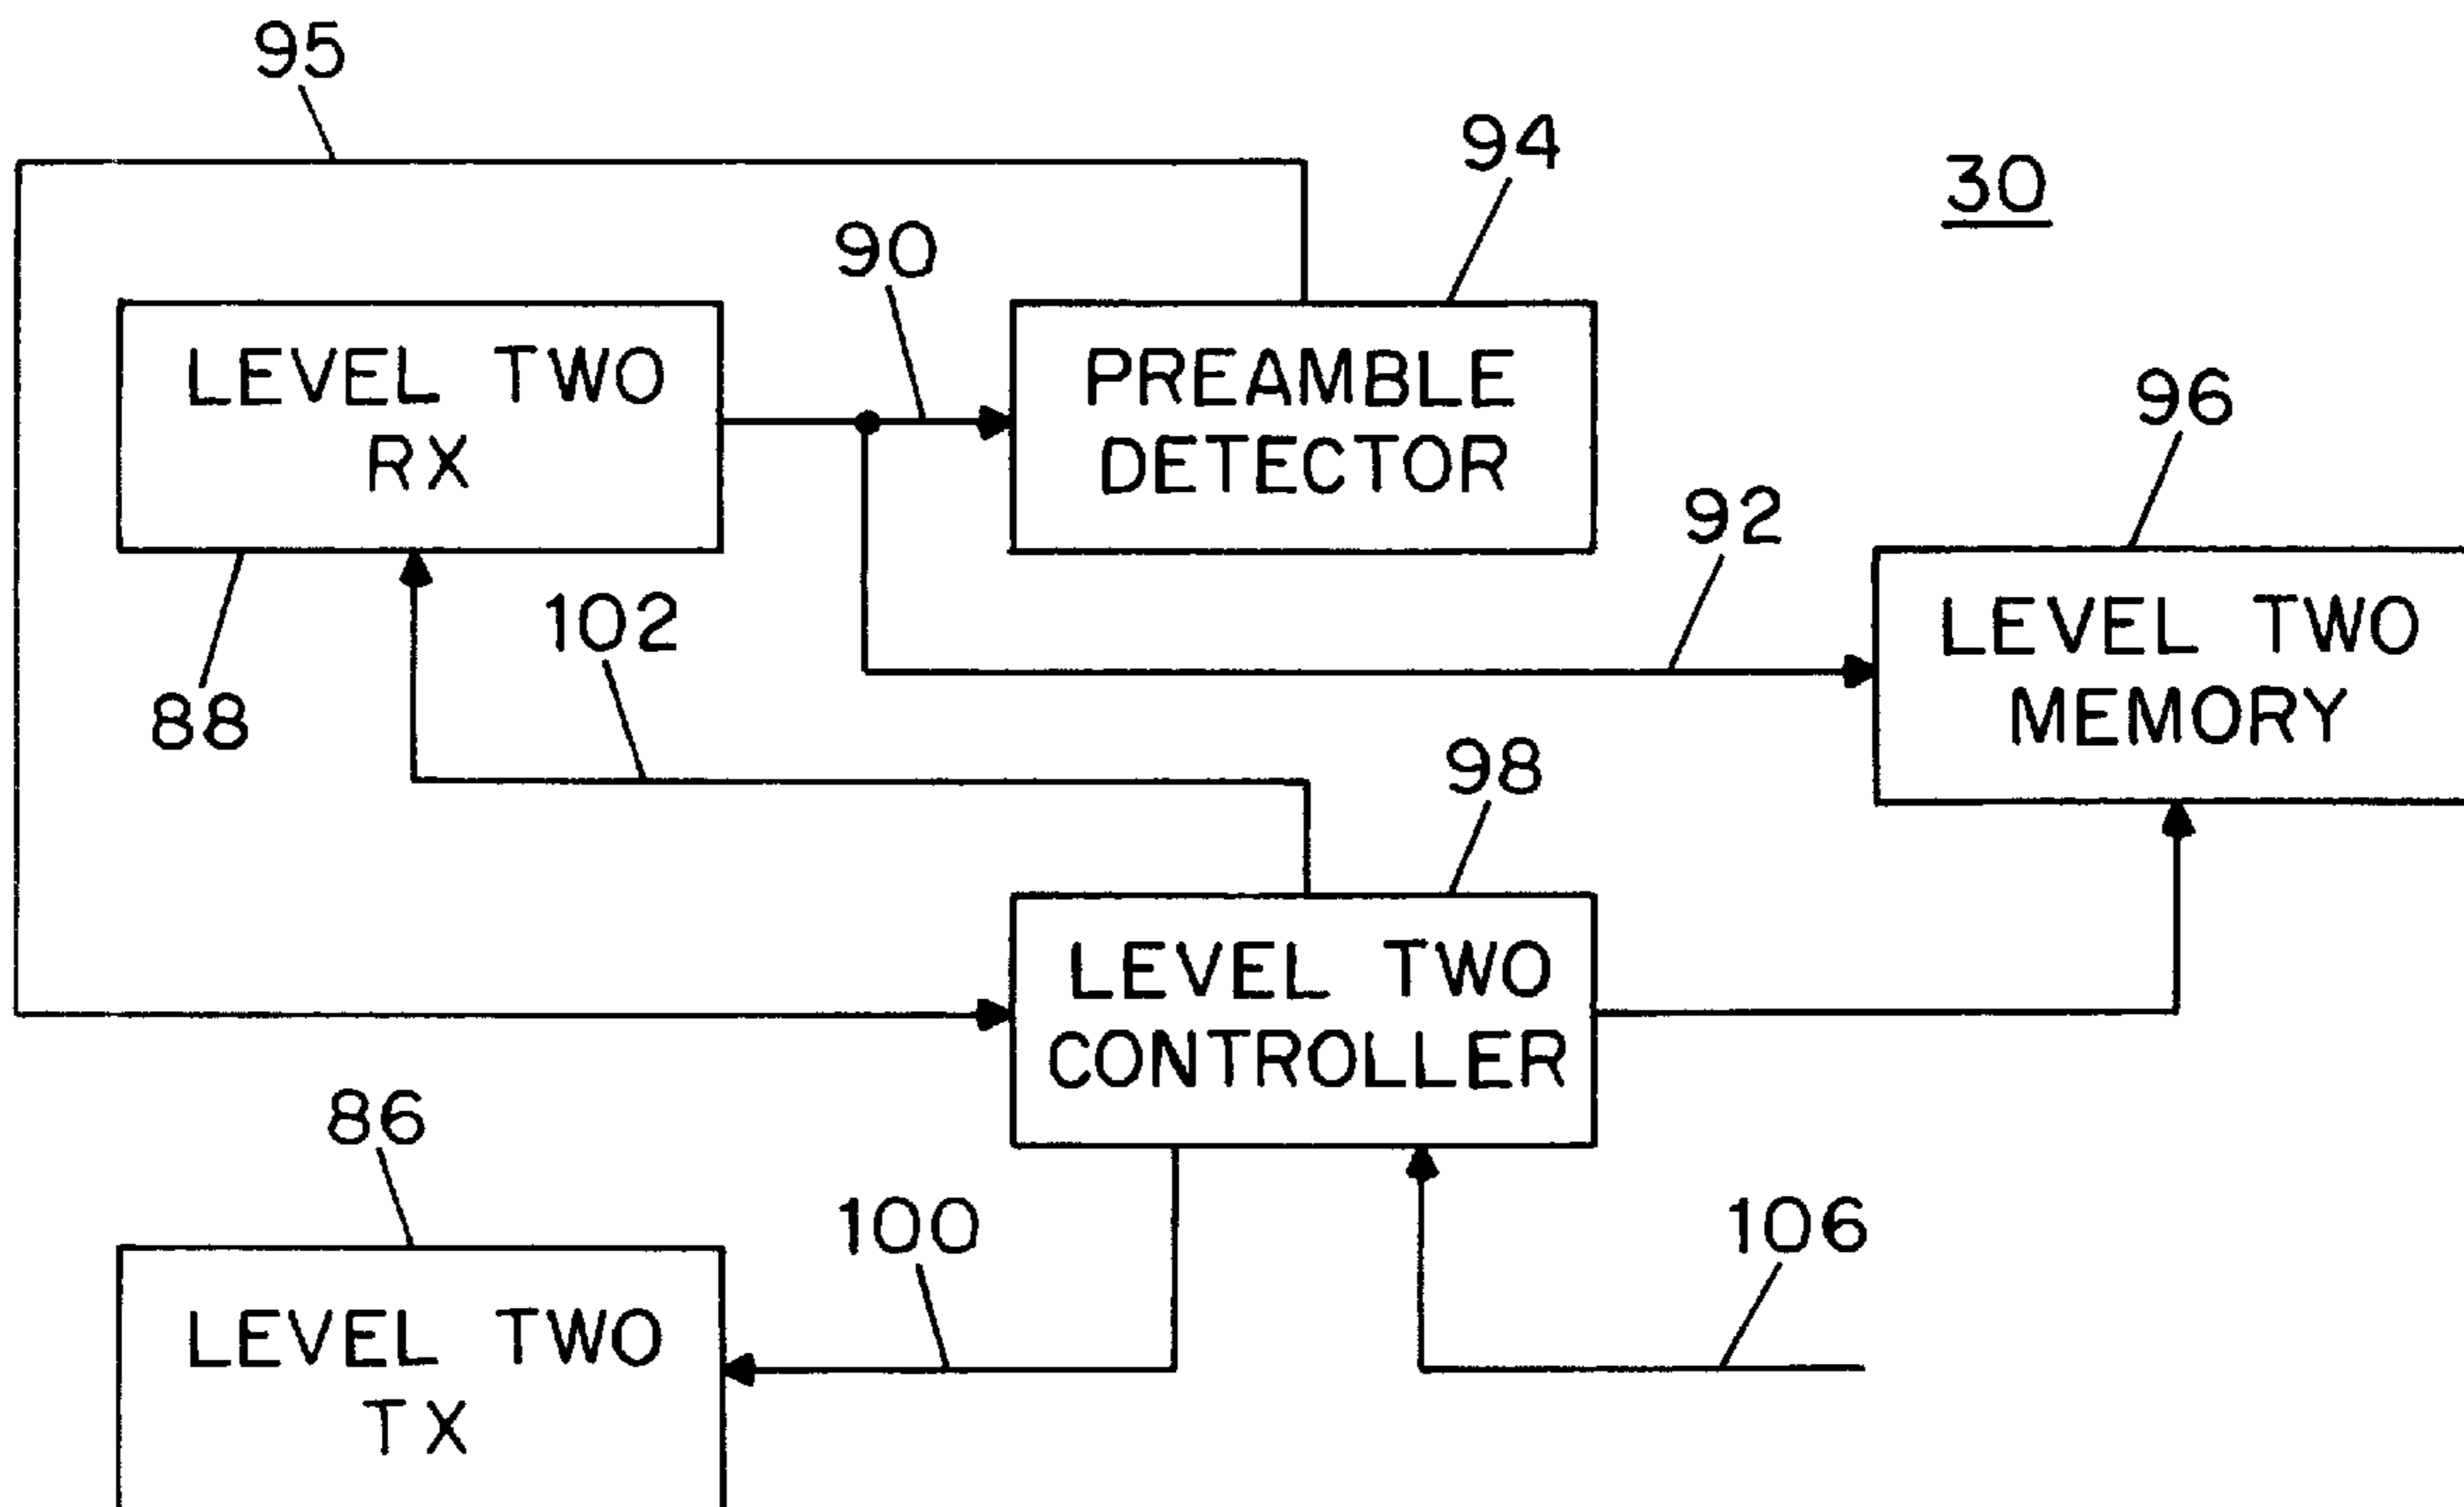 95
94
30
90
LEVEL TWO
RX
PREAMBLE
DETECTOR
96
92
LEVEL TWO
MEMORY
102
88
98
LEVEL TWO
CONTROLLER
86
100
106
LEVEL TWO
TX